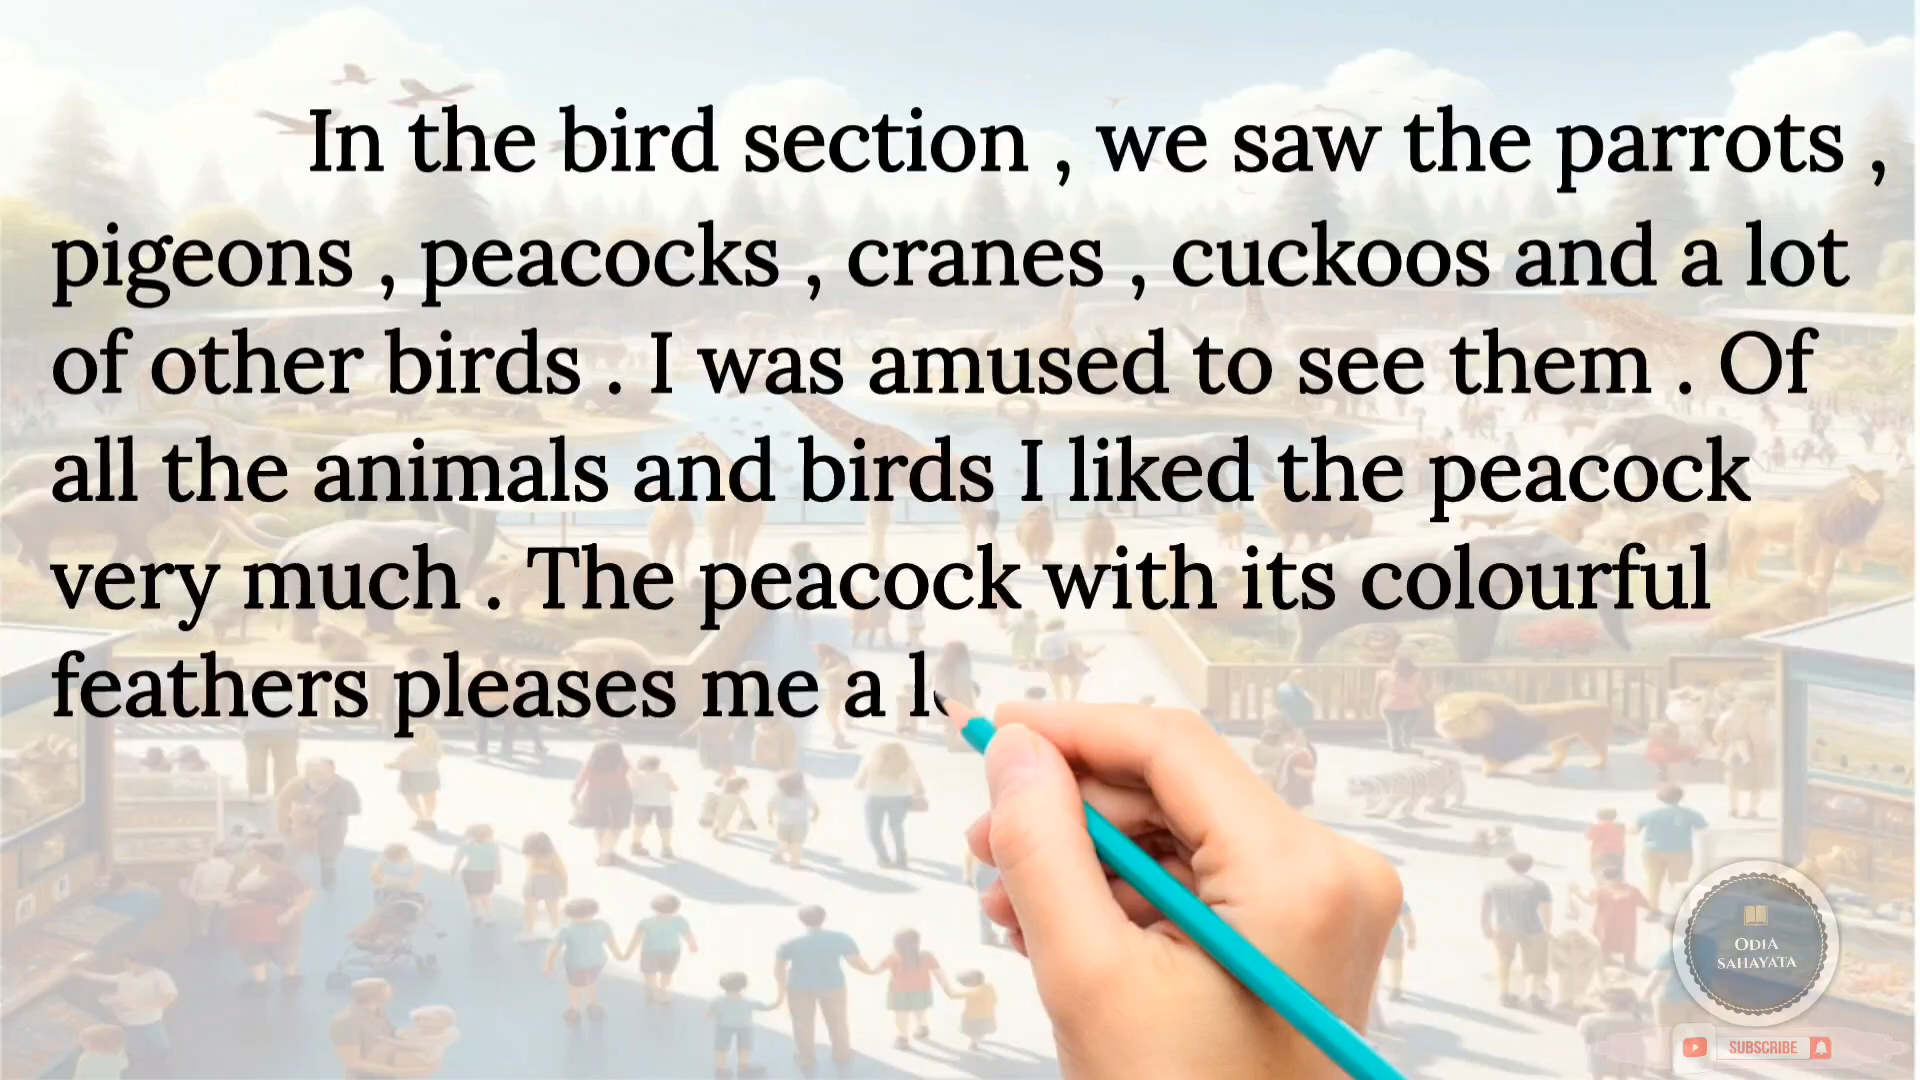 In the bird section , we saw the parrots ,
pigeons , peacocks , cranes , cuckoos and a lot
of other birds . I was amused to see them . Of
all the animals and birds I liked the peacock
very much . The peacock with its colourful
feathers pleases me a
ODIA
SAHAYATA
SUBSCRIBE